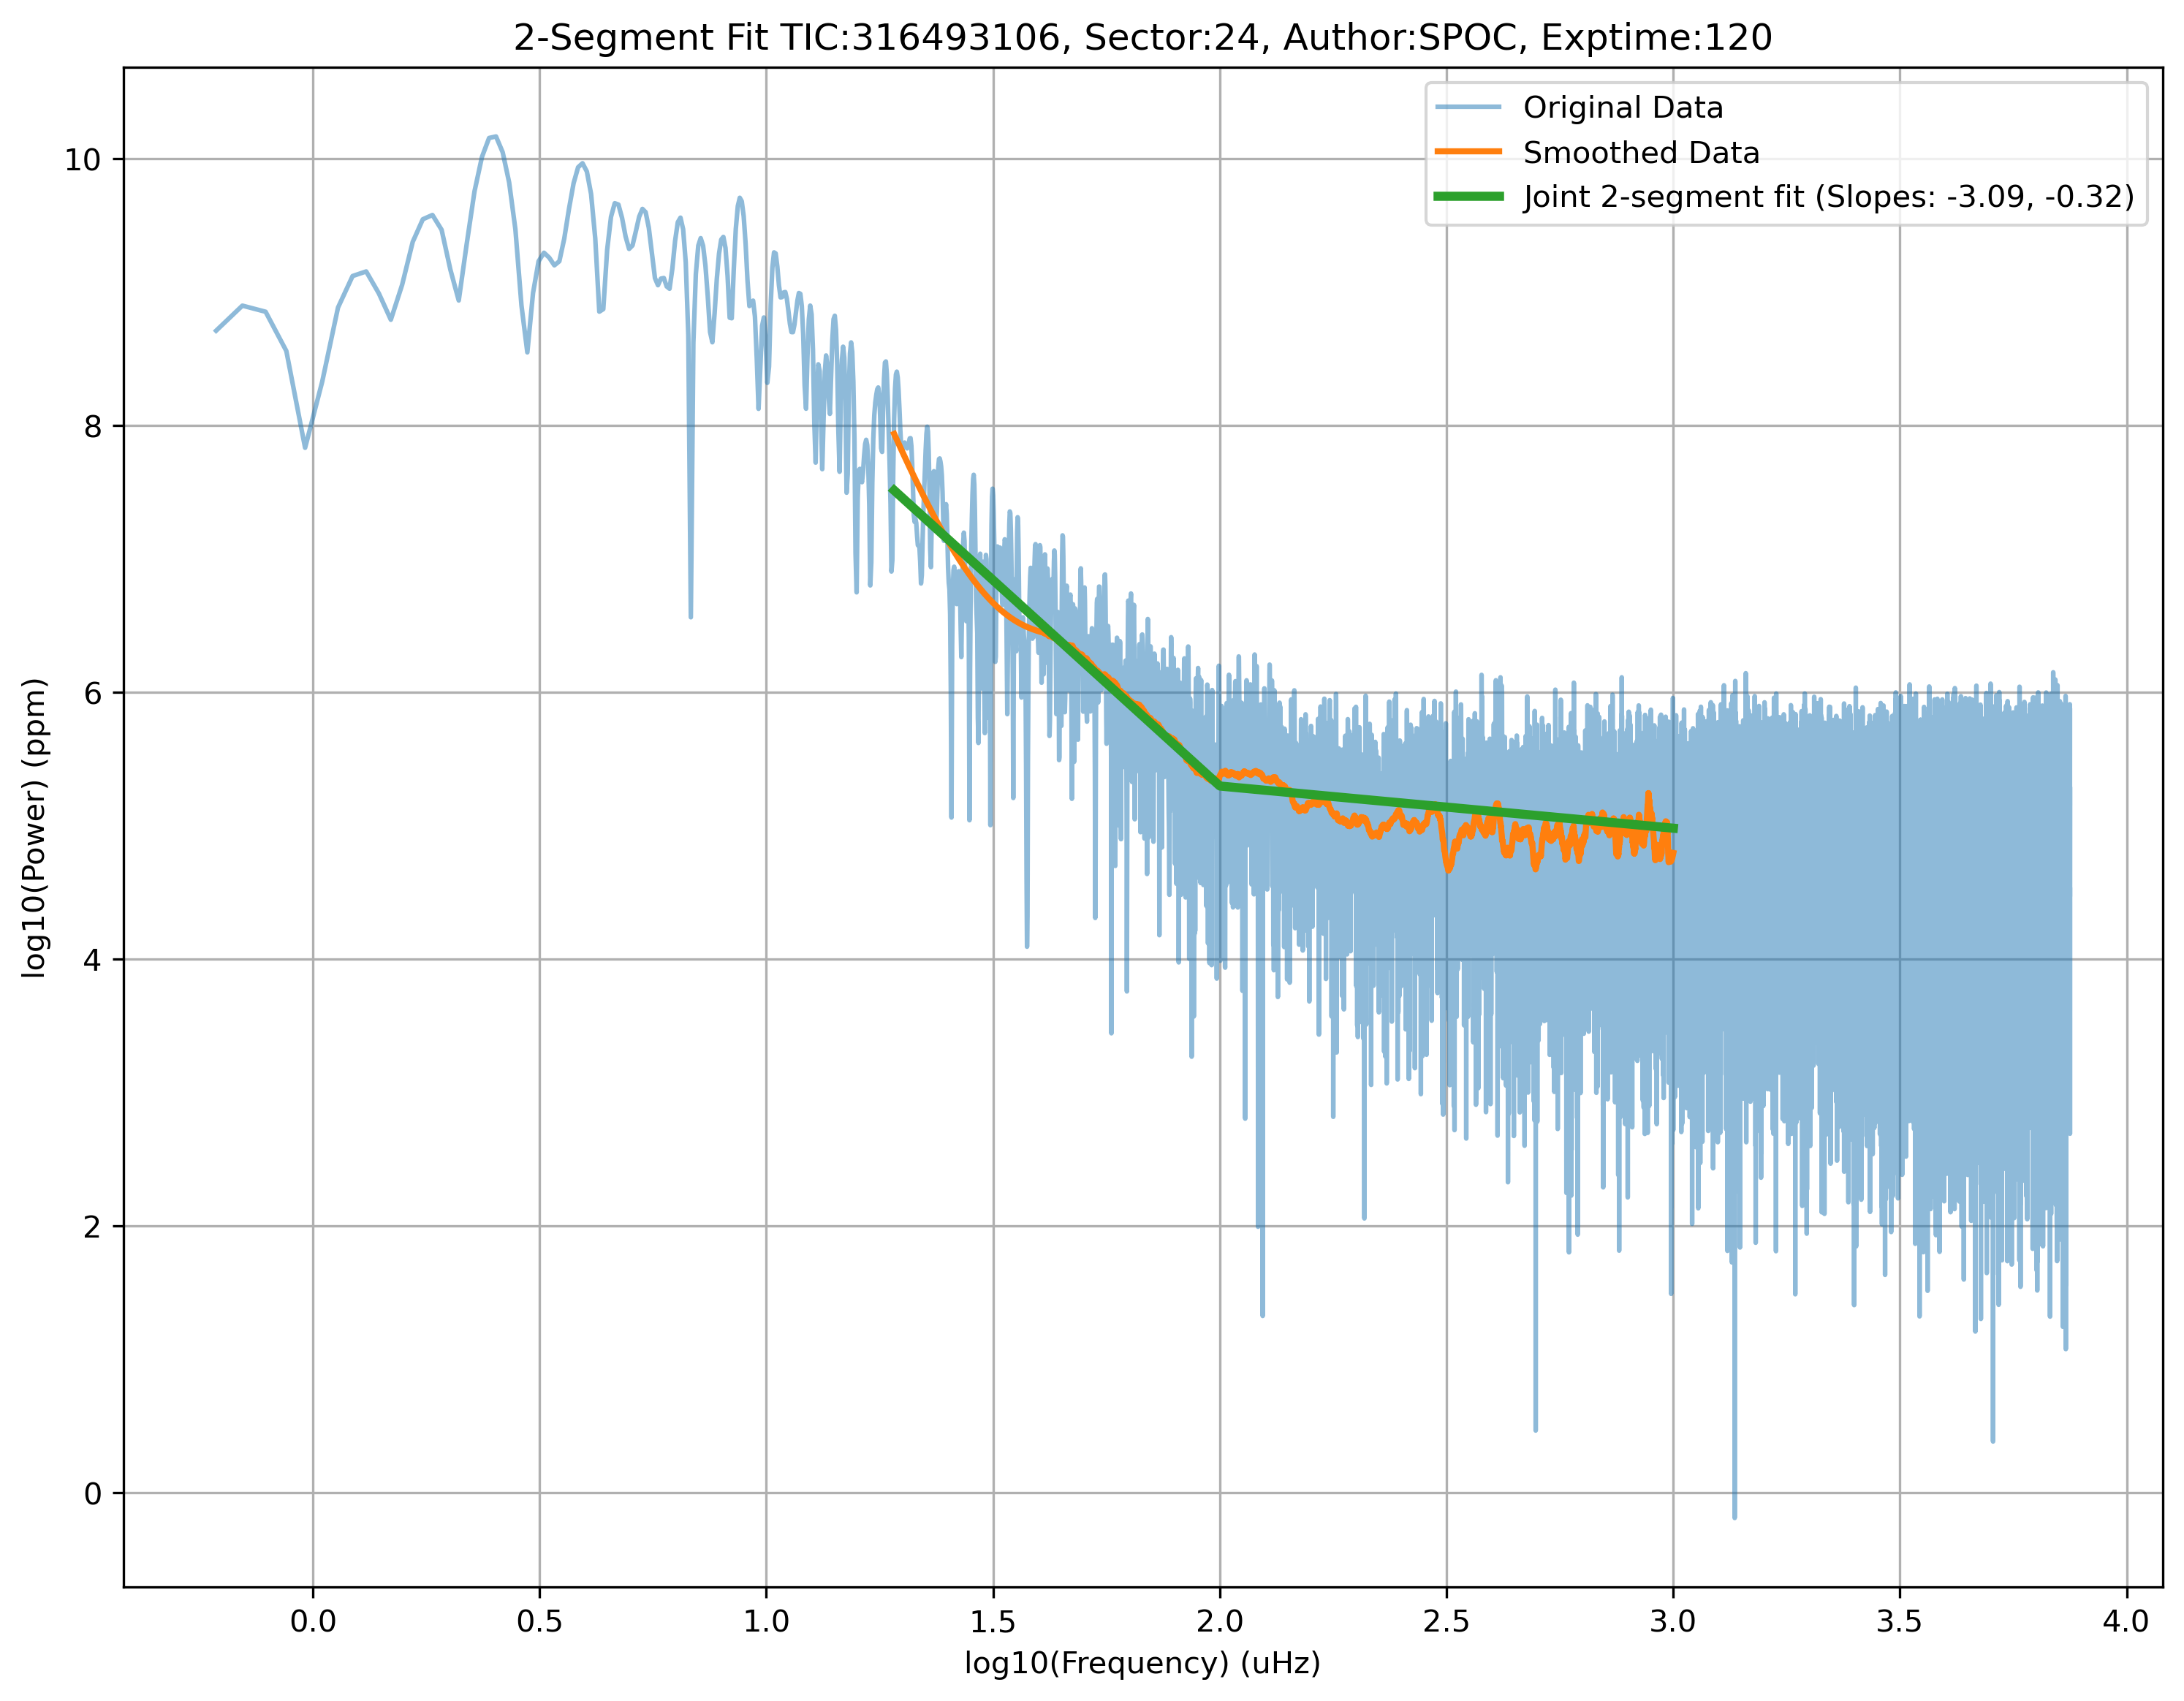 2-Segment Fit TIC:316493106, Sector:24, Author:SPOC, Exptime:120
Original Data
Smoothed Data
Joint 2-segment fit (Slopes: -3.09, -0.32)
10
8
6
4
2
0
log10(Power) (ppm)
0.0 0.5 1.0 1.5 2.0 2.5 3.0 3.5 4.0
log10(Frequency) (uHz)